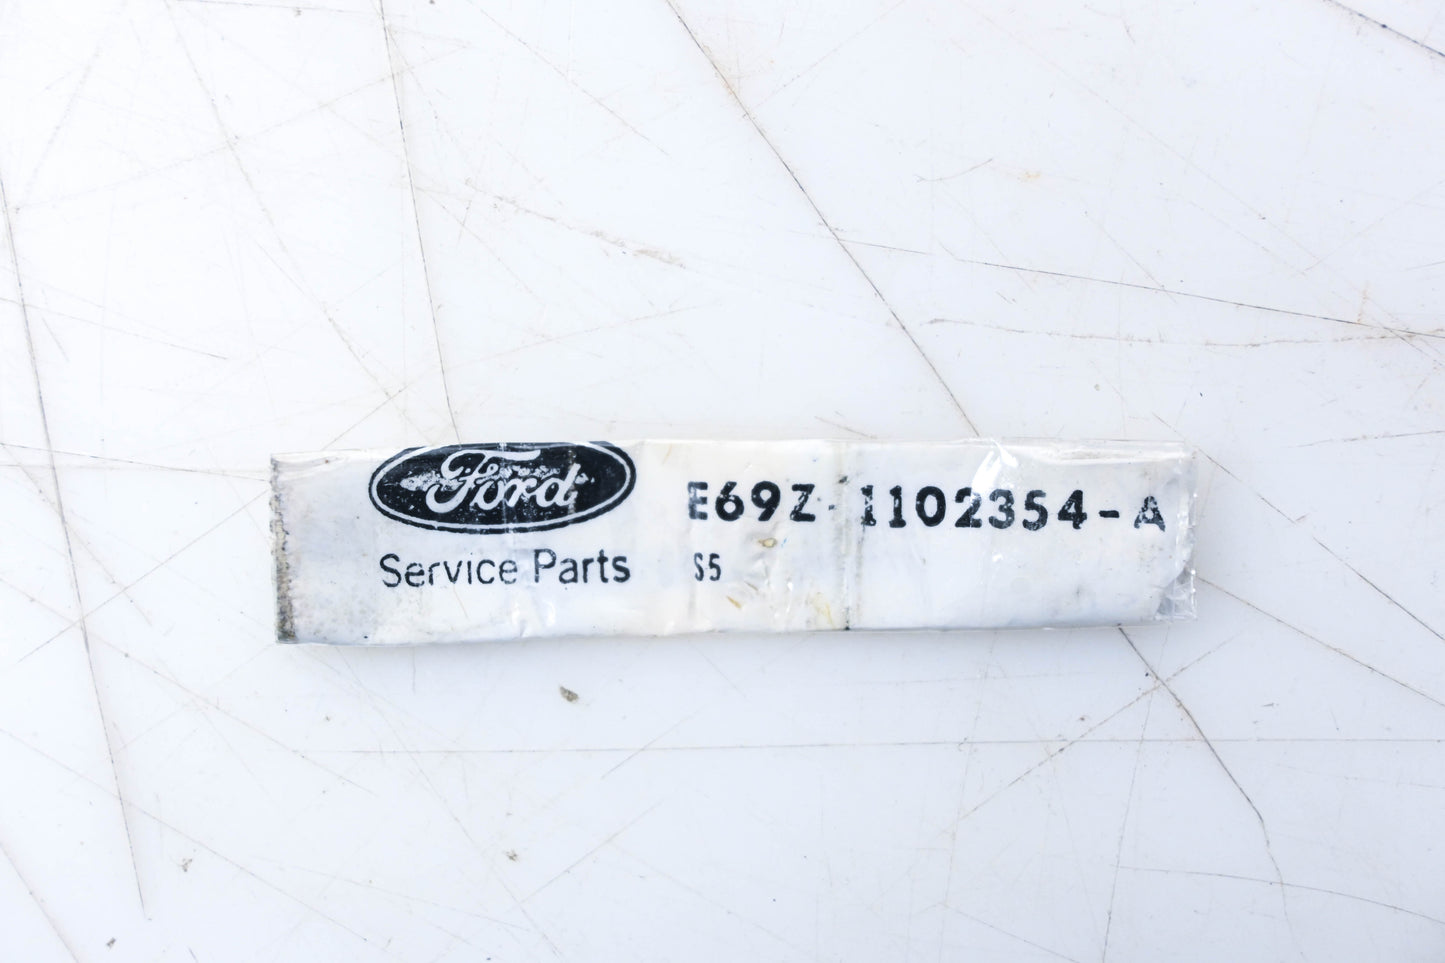 Ford
E69Z-1102354-A
Service Parts
S5